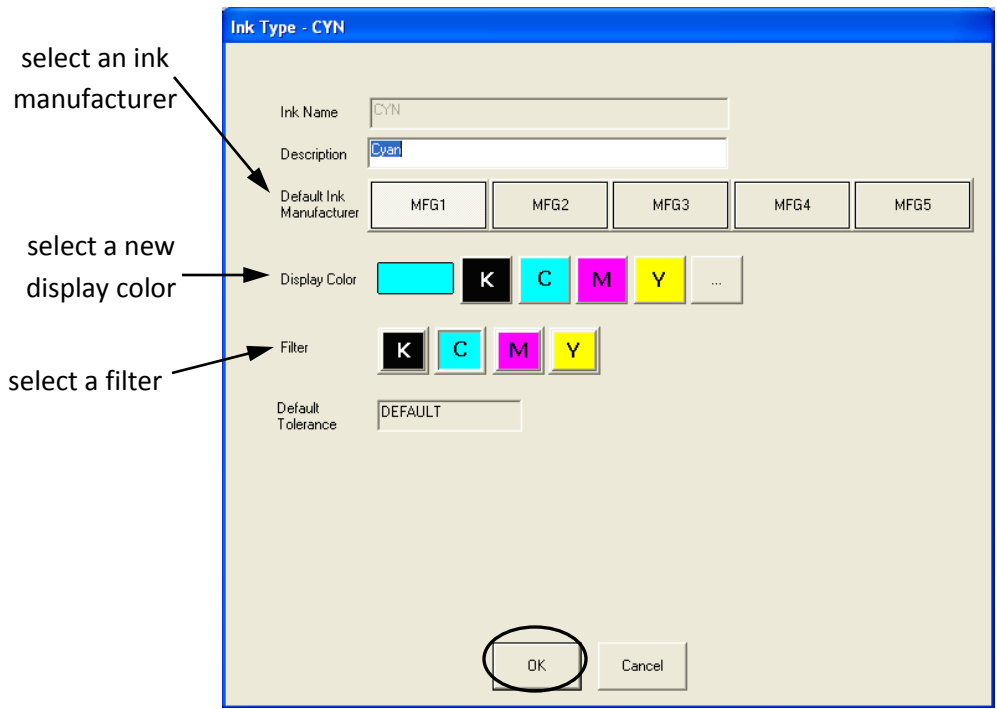 Ink Type - CYN
select an ink
manufacturer
Ink Name CYN
Description Cyan
Default Ink
Manufacturer MFG1 MFG2 MFG3 MFG4 MFG5
select a new
display color
Display Color K C M Y ...
Filter K C M Y
select a filter
Default
Tolerance DEFAULT
OK Cancel